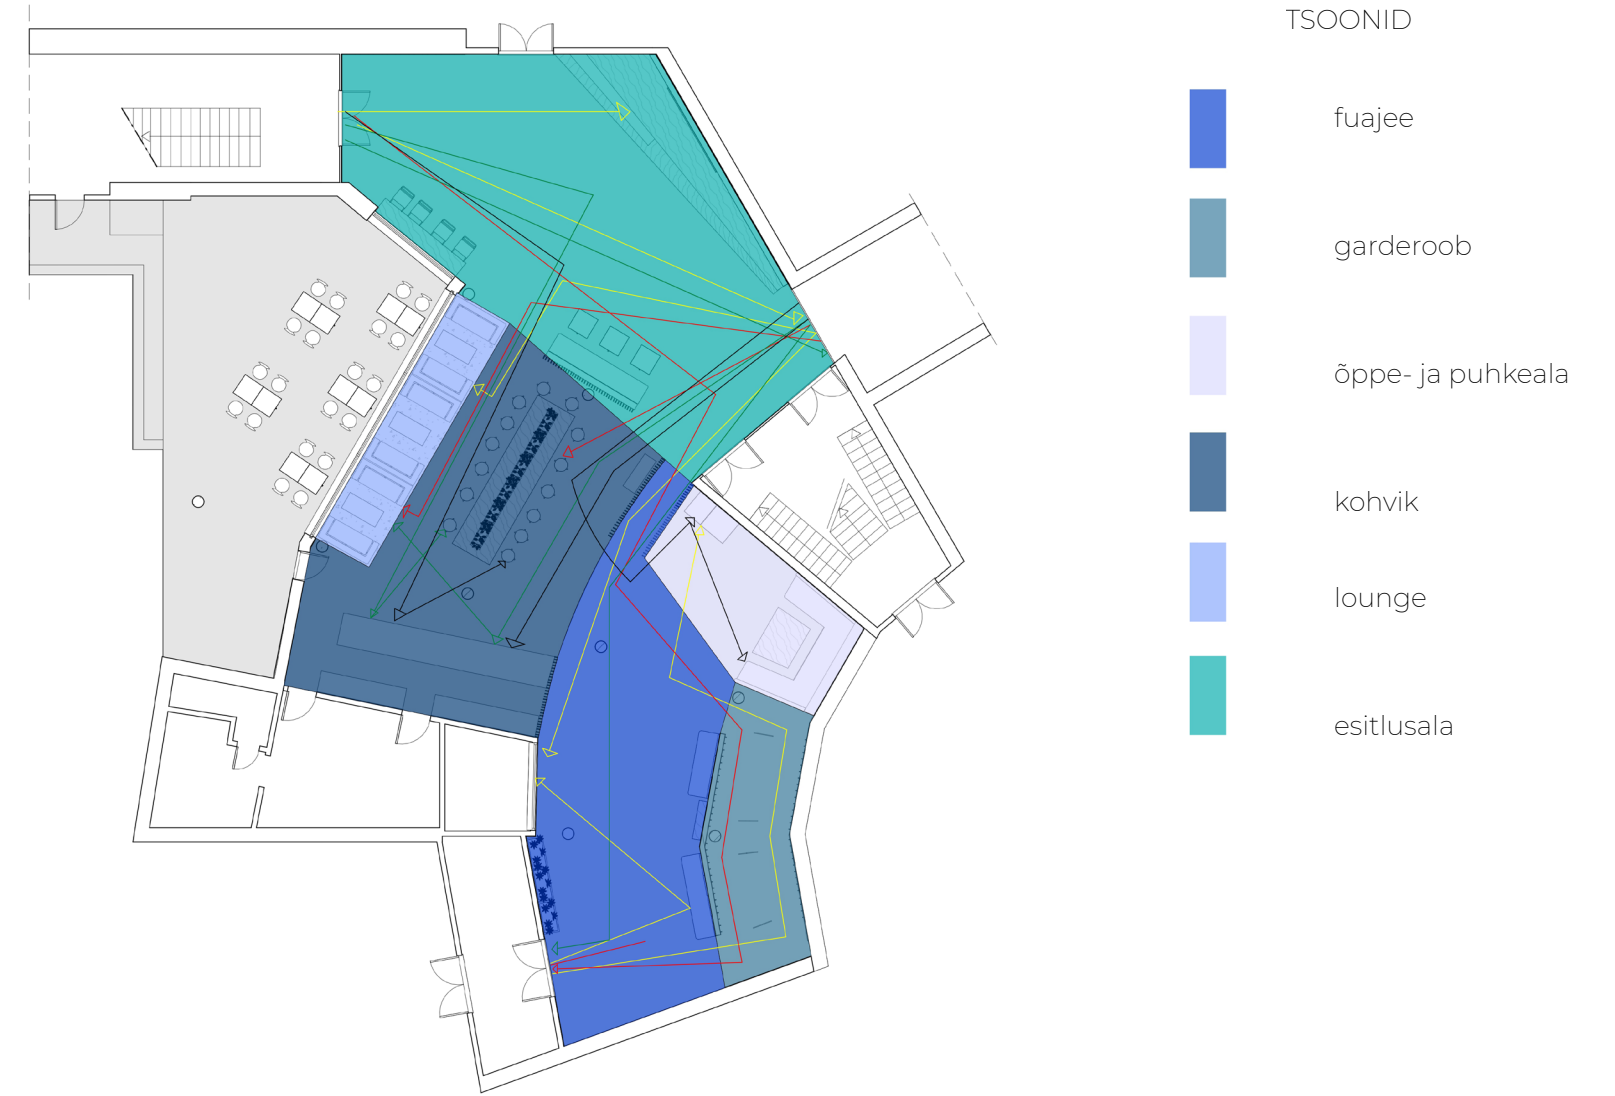 TSOONID
fuajee
garderoob
õppe- ja puhkeala
kohvik
lounge
esitlusala